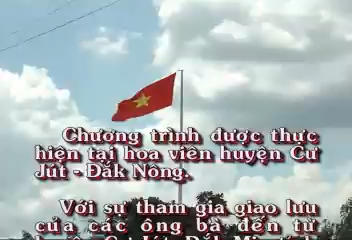 Chương trình được thực
hiện tại hoa viên huyện Cư
Jút - Đắk Nông.
Với sự tham gia giao lưu
của các ông bà đến từ